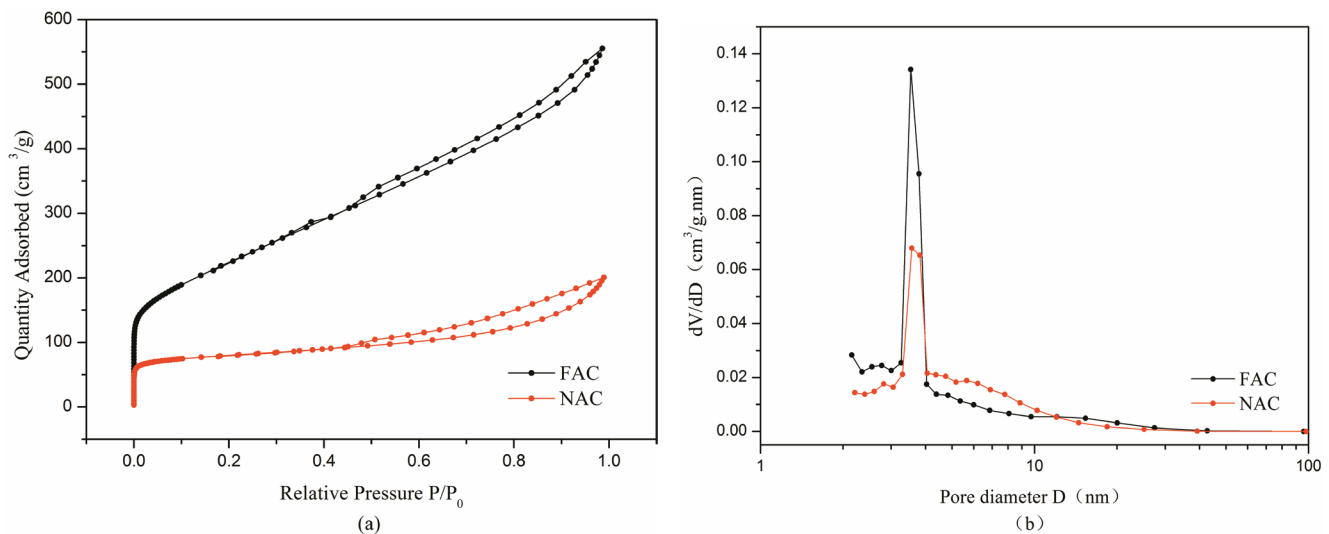 600
500
400
300
200
100
0
Quantity Adsorbed (cm³/g)
FAC
NAC
0.0 0.2 0.4 0.6 0.8 1.0
Relative Pressure P/P₀
(a)
0.14
0.12
0.10
0.08
0.06
0.04
0.02
0.00
dV/dD（cm³/g.nm）
FAC
NAC
1 10 100
Pore diameter D（nm）
（b）